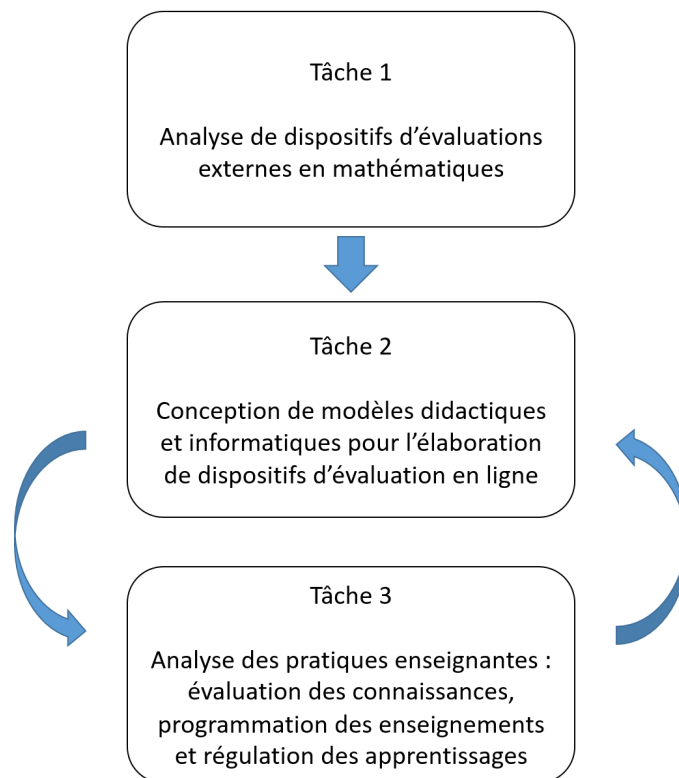 Tâche 1
Analyse de dispositifs d’évaluations
externes en mathématiques
Tâche 2
Conception de modèles didactiques
et informatiques pour l’élaboration
de dispositifs d’évaluation en ligne
Tâche 3
Analyse des pratiques enseignantes :
évaluation des connaissances,
programmation des enseignements
et régulation des apprentissages